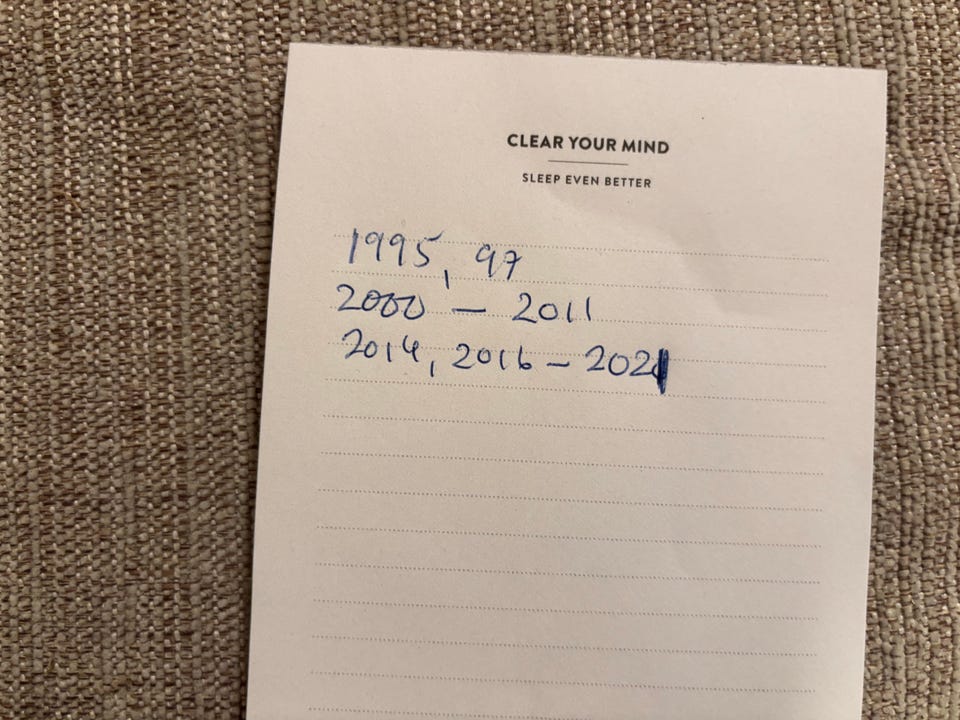 CLEAR YOUR MIND
SLEEP EVEN BETTER
1995, 97
2000 - 2011
2014, 2016 - 2021